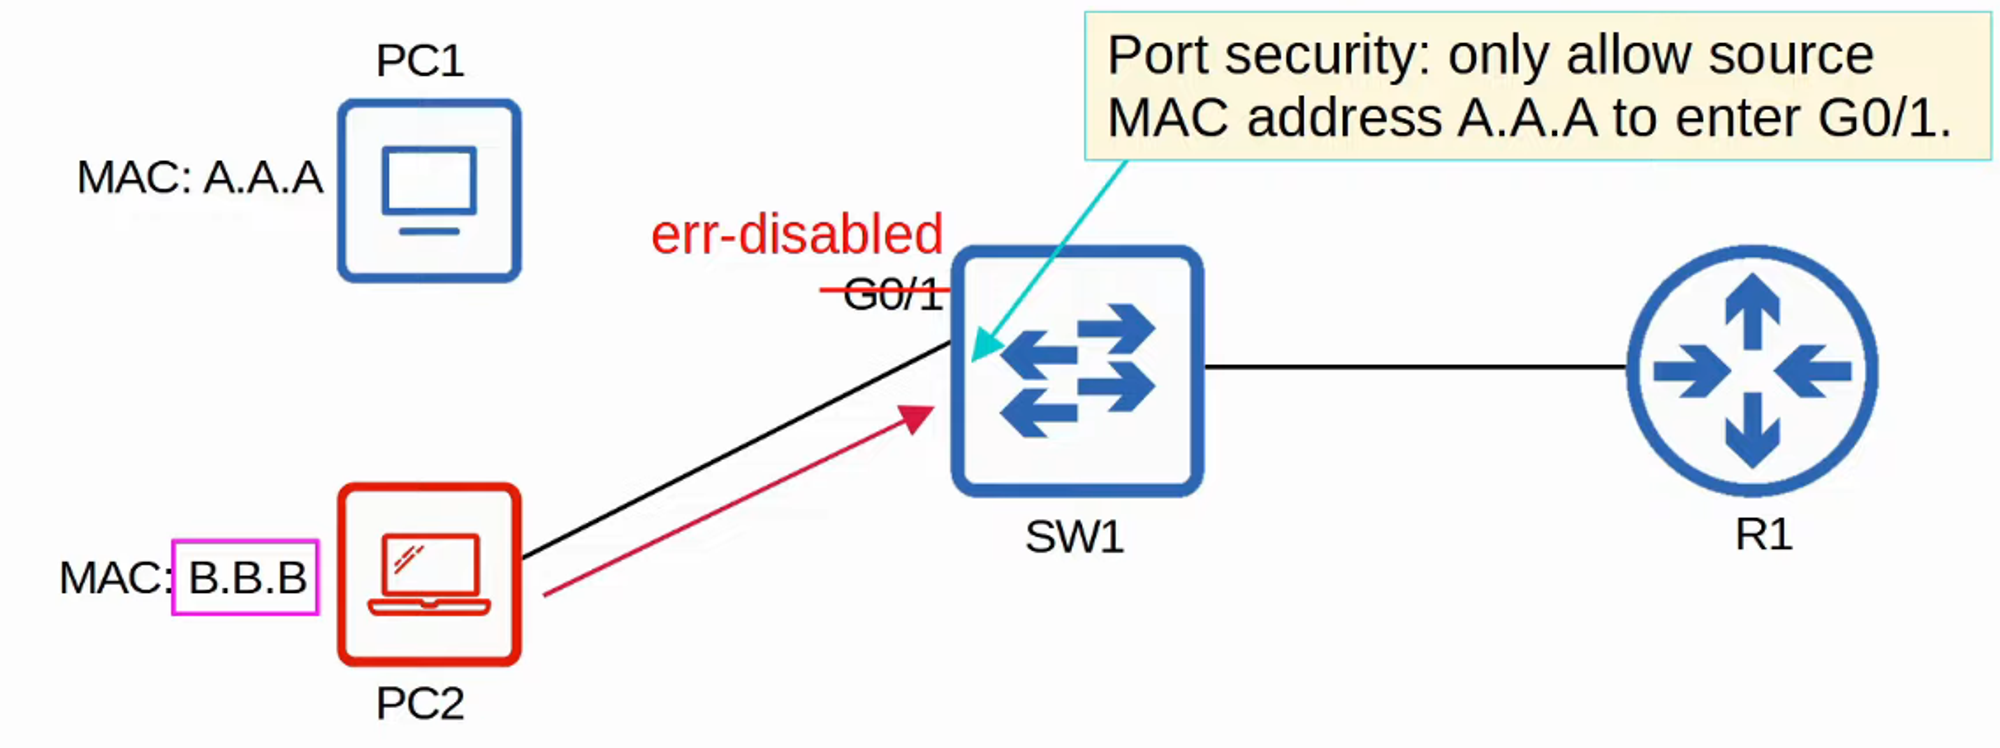 PC1
Port security: only allow source
MAC address A.A.A to enter G0/1.
MAC: A.A.A
err-disabled
G0/1
SW1
R1
MAC: B.B.B
PC2